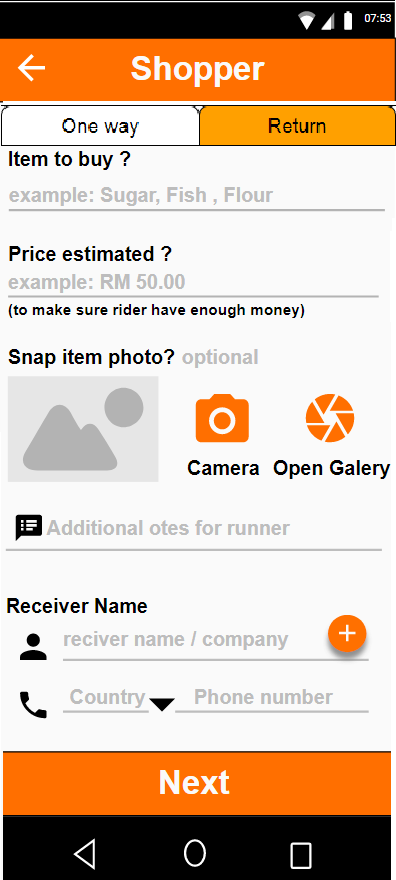 07:53
Shopper
One way
Return
Item to buy ?
example: Sugar, Fish , Flour
Price estimated ?
example: RM 50.00
(to make sure rider have enough money)
Snap item photo? optional
Camera
Open Galery
Additional otes for runner
Receiver Name
reciver name / company
Country
Phone number
Next